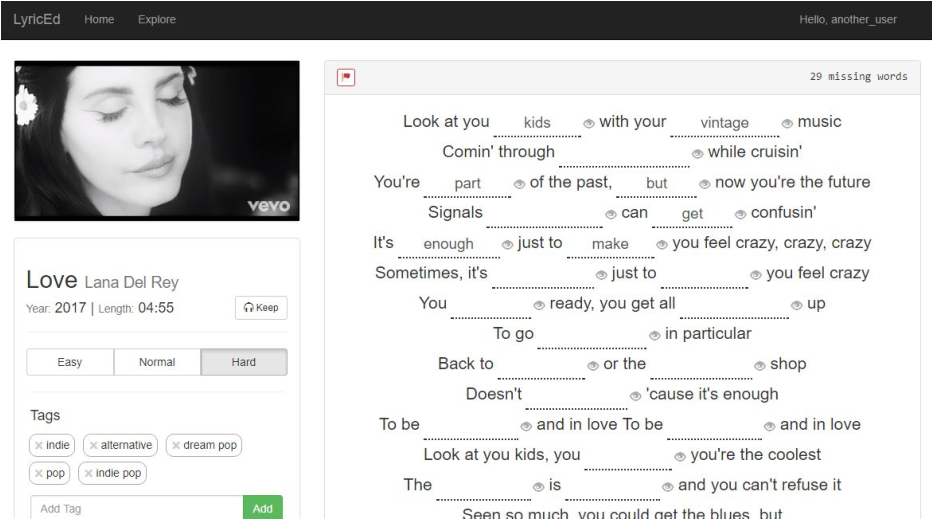 LyricEd Home Explore Hello, another_user
vevo
Love Lana Del Rey
Year: 2017 | Length: 04:55
Keep
Easy Normal Hard
Tags
× indie × alternative × dream pop
× pop × indie pop
Add Tag Add
29 missing words
Look at you kids with your vintage music
Comin' through while cruisin'
You're part of the past, but now you're the future
Signals can get confusin'
It's enough just to make you feel crazy, crazy, crazy
Sometimes, it's just to you feel crazy
You ready, you get all up
To go in particular
Back to or the shop
Doesn't 'cause it's enough
To be and in love To be and in love
Look at you kids, you you're the coolest
The is and you can't refuse it
Seen so much, you could get the blues, but